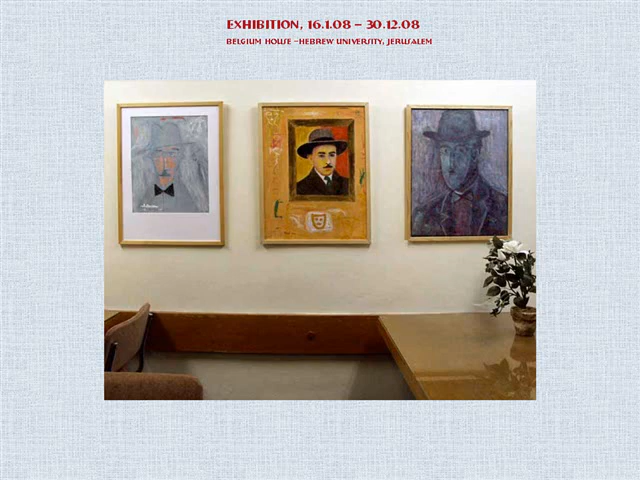 EXHIBITION, 16.1.08 – 30.12.08
BELGIUM HOUSE –HEBREW UNIVERSITY, JERUSALEM